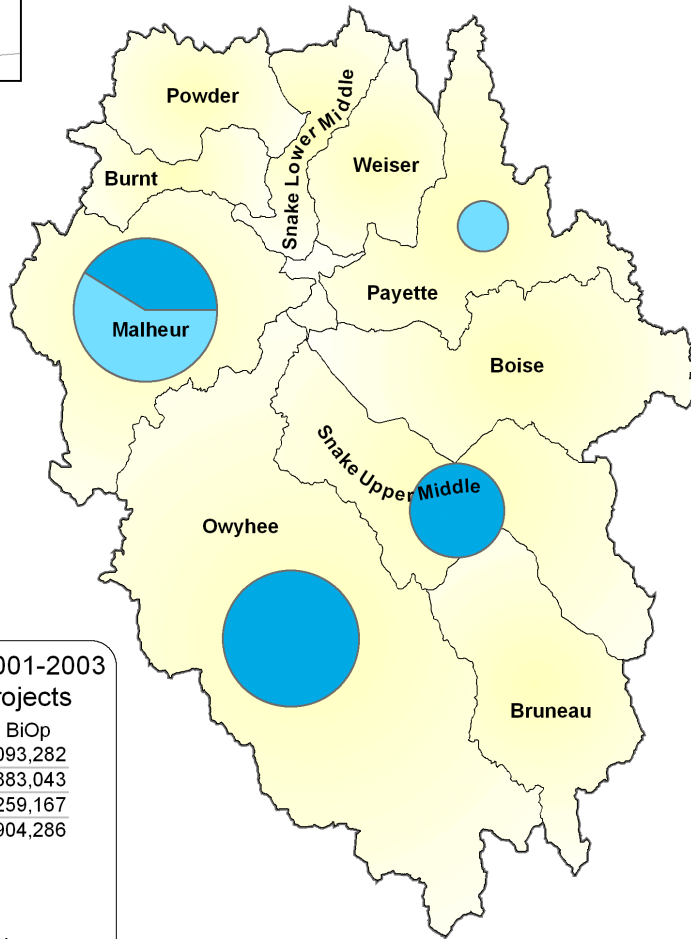 Powder
Snake Lower Middle
Weiser
Burnt
Payette
Malheur
Boise
Snake Upper Middle
Owyhee
Bruneau
001-2003
rojects
BiOp
093,282
383,043
259,167
904,286